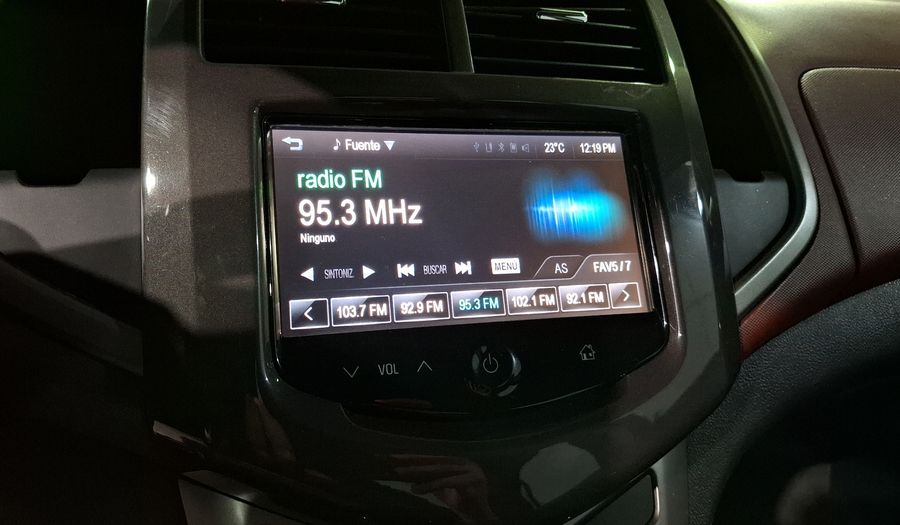 Fuente 23°C 12:19 PM
radio FM
95.3 MHz
Ninguno
SINTONIZ BUSCAR MENU AS FAV5 / 7
103.7 FM 92.9 FM 95.3 FM 102.1 FM 92.1 FM
VOL